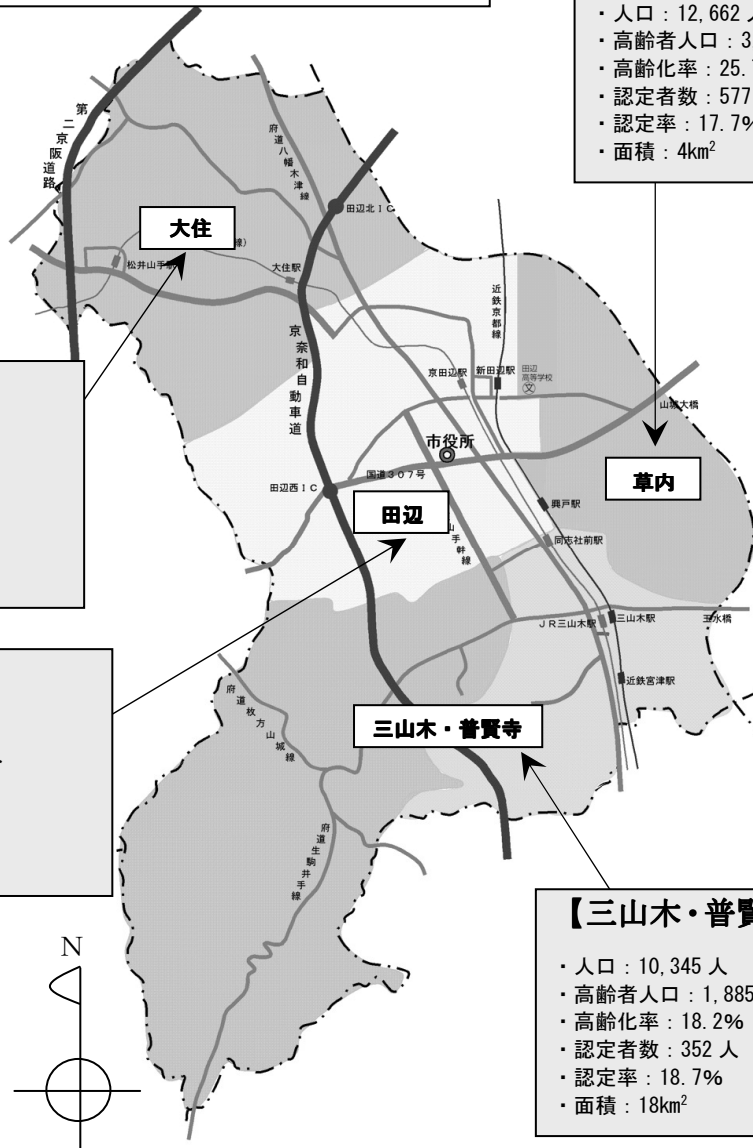 ・人口：12,662 人
・高齢者人口：3
・高齢化率：25.
・認定者数：577
・認定率：17.7%
・面積：4km²
第二京阪道路
府道八幡木津線
田辺北ＩＣ
大住
線）
松井山手駅
大住駅
近鉄京都線
京奈和自動車道
京田辺駅
新田辺駅
田辺
高等学校
文
山城大橋
市役所
国道３０７号
田辺西ＩＣ
草内
田辺
山手幹線
興戸駅
同志社前駅
ＪＲ三山木駅
三山木駅
玉水橋
近鉄宮津駅
府道枚方山城線
三山木・普賢寺
府道生駒井手線
【三山木・普賢
・人口：10,345 人
・高齢者人口：1,885
・高齢化率：18.2%
・認定者数：352 人
・認定率：18.7%
・面積：18km²
N